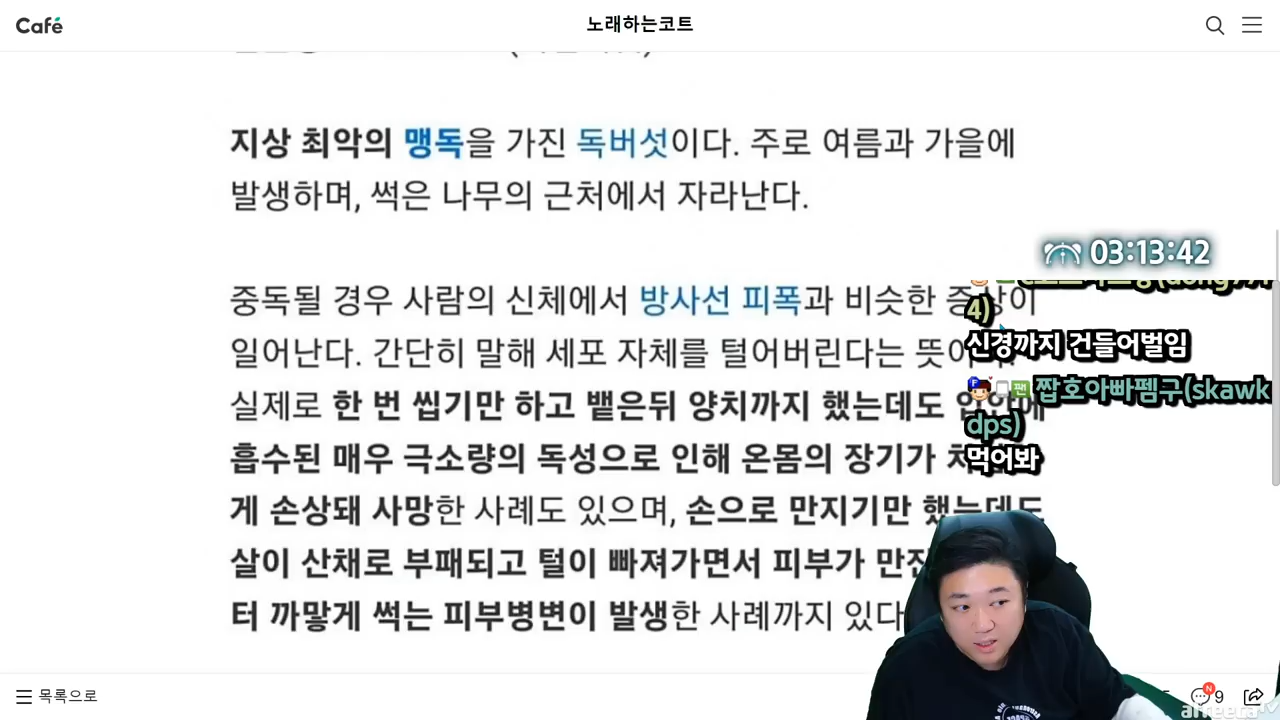 Café
노래하는코트
지상 최악의 맹독을 가진 독버섯이다. 주로 여름과 가을에
발생하며, 썩은 나무의 근처에서 자라난다.
03:13:42
중독될 경우 사람의 신체에서 방사선 피폭과 비슷한 증상이
일어난다. 간단히 말해 세포 자체를 털어버린다는
실제로 한 번 씹기만 하고 뱉은뒤 양치까지 했는데도
흡수된 매우 극소량의 독성으로 인해 온몸의 장기가
게 손상돼 사망한 사례도 있으며, 손으로 만지기만 했는데도
살이 산채로 부패되고 털이 빠져가면서 피부가
터 까맣게 썩는 피부병변이 발생한 사례까지 있다
4)
신경까지 건들어벌임
짭호아빠펨구(skawk
dps)
먹어봐
목록으로
N
9
afreecaTV